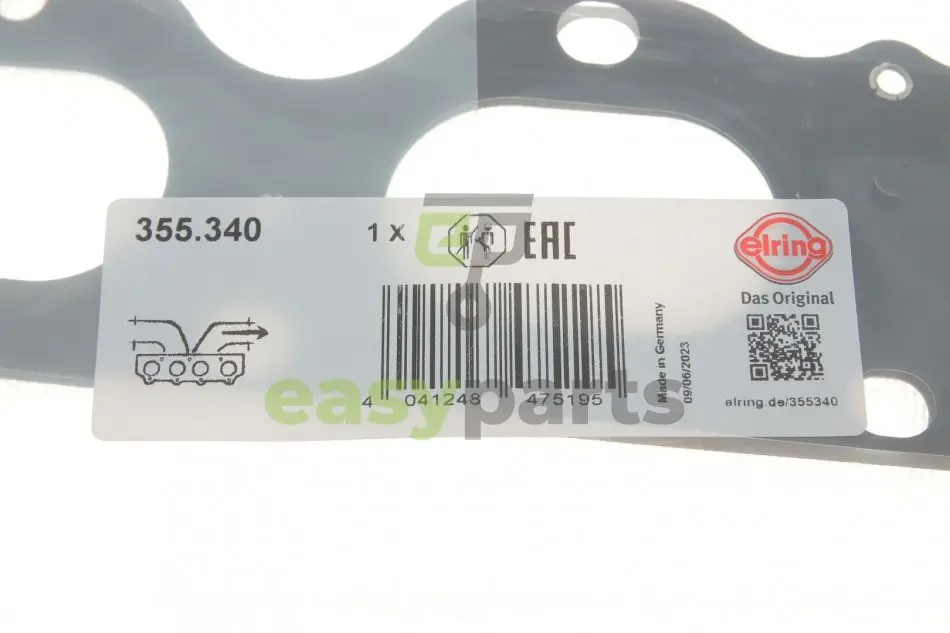 355.340
1 X
EAC
elring
Das Original
Made in Germany
09/06/2023
4 041248 475195
elring.de/355340
easyparts